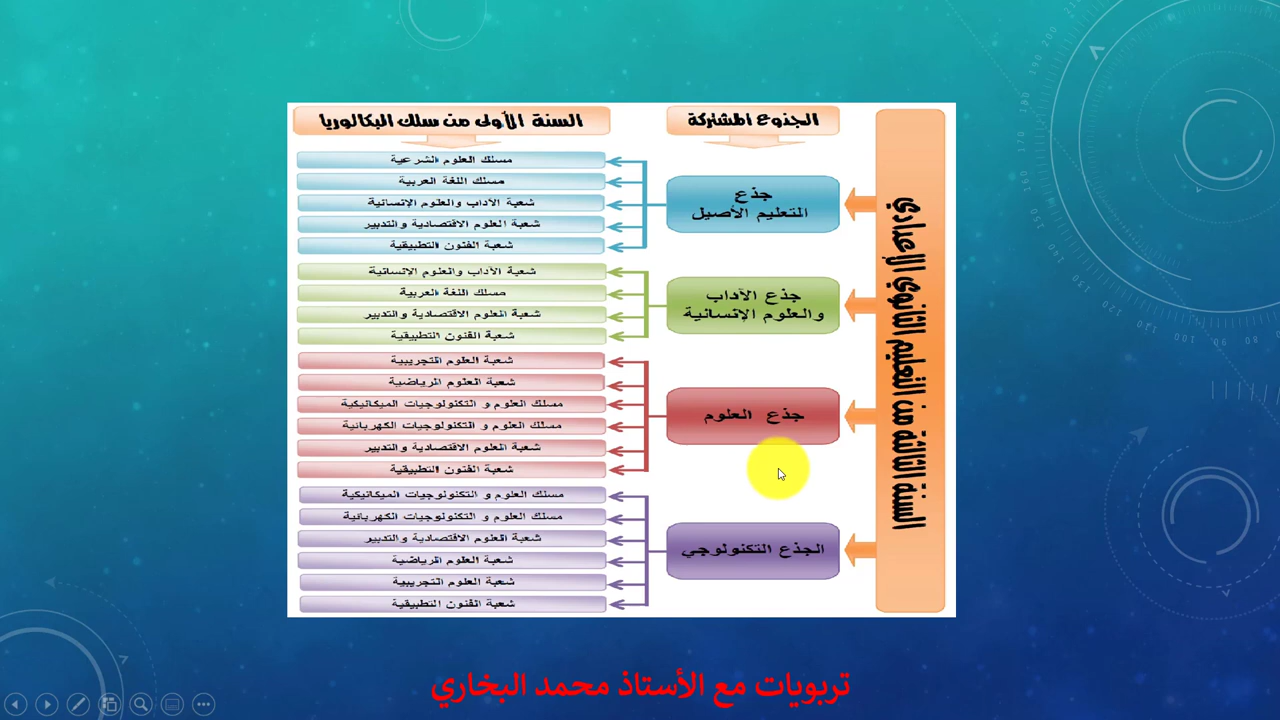 السنة الثالثة من التعليم الثانوي الإعدادي
الجذوع المشتركة
السنة الأولى من سلك البكالوريا
جذع
التعليم الأصيل
مسلك العلوم الشرعية
مسلك اللغة العربية
شعبة الآداب والعلوم الإنسانية
شعبة العلوم الاقتصادية والتدبير
شعبة الفنون التطبيقية
جذع الآداب
والعلوم الإنسانية
شعبة الآداب والعلوم الإنسانية
مسلك اللغة العربية
شعبة العلوم الاقتصادية والتدبير
شعبة الفنون التطبيقية
جذع العلوم
شعبة العلوم التجريبية
شعبة العلوم الرياضية
مسلك العلوم و التكنولوجيات الميكانيكية
مسلك العلوم و التكنولوجيات الكهربائية
شعبة العلوم الاقتصادية والتدبير
شعبة الفنون التطبيقية
الجذع التكنولوجي
مسلك العلوم و التكنولوجيات الميكانيكية
مسلك العلوم و التكنولوجيات الكهربائية
شعبة العلوم الاقتصادية والتدبير
شعبة العلوم الرياضية
شعبة العلوم التجريبية
شعبة الفنون التطبيقية
تربويات مع الأستاذ محمد البخاري